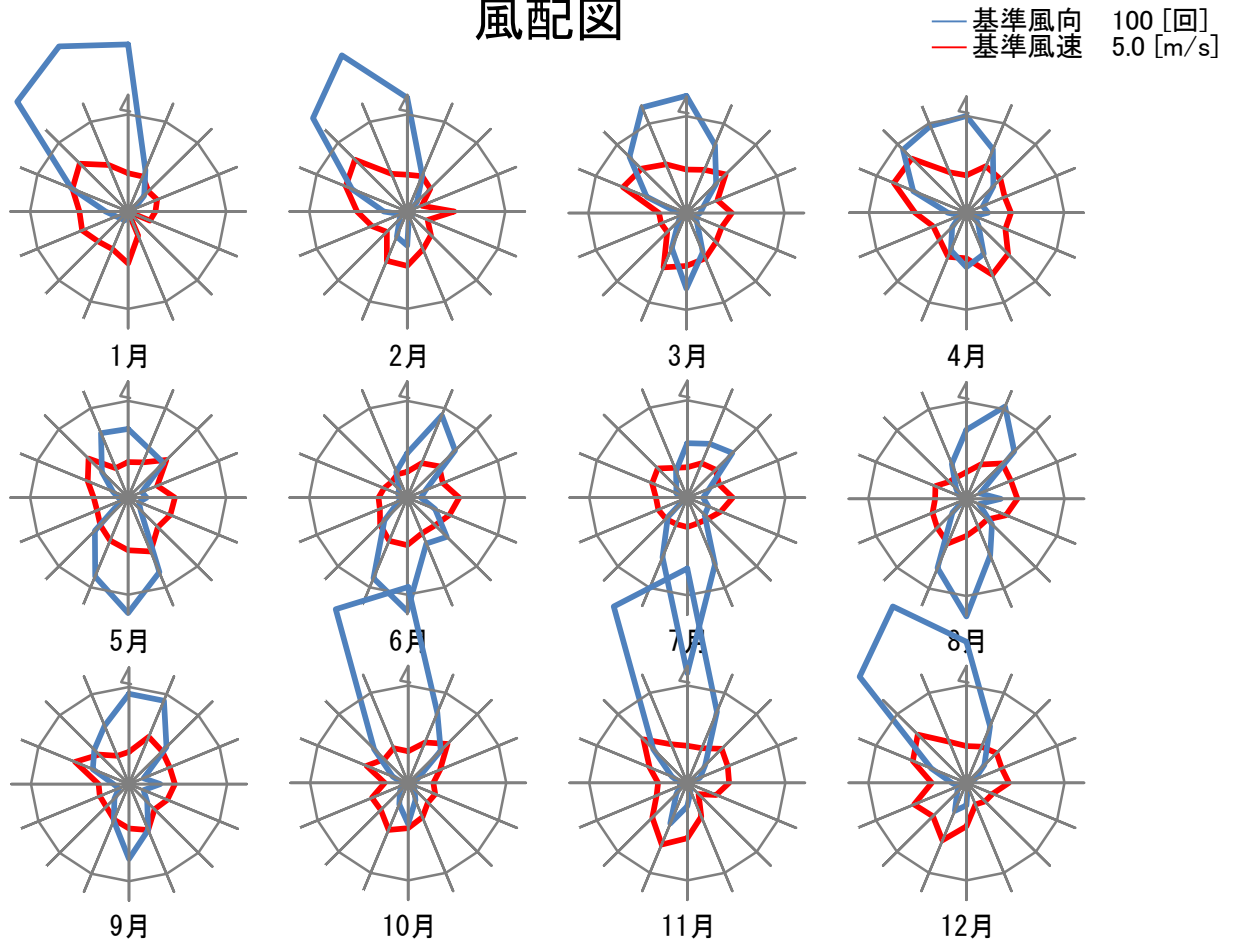 風配図
基準風向 100 [回]
基準風速 5.0 [m/s]
1月
2月
3月
4月
5月
6月
7月
8月
9月
10月
11月
12月